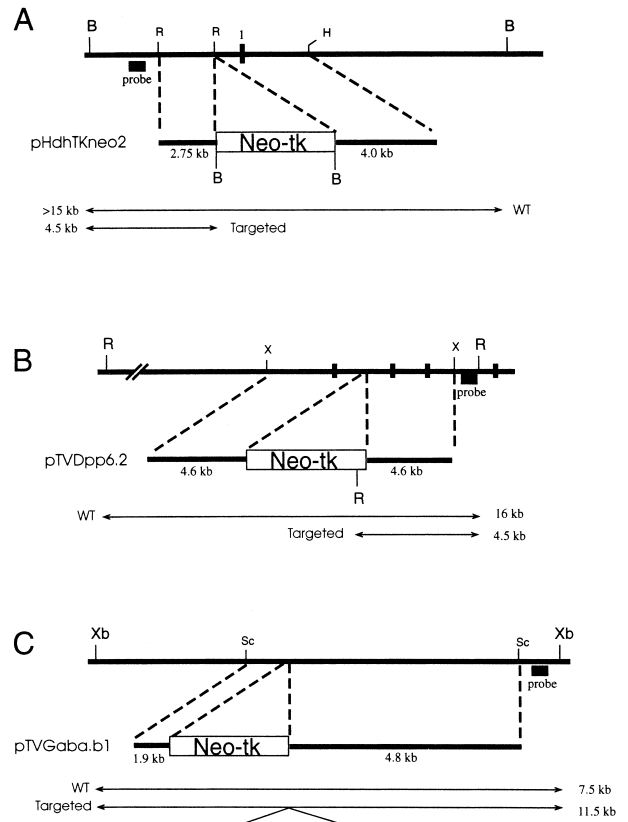 A
B R R 1 H B
probe
pHdhTKneo2 Neo-tk
2.75 kb 4.0 kb
B B
>15 kb WT
4.5 kb Targeted
B
R X X R
probe
pTVDpp6.2 Neo-tk
4.6 kb 4.6 kb
R
WT 16 kb
Targeted 4.5 kb
C
Xb Sc Sc Xb
probe
pTVGaba.b1 Neo-tk
1.9 kb 4.8 kb
WT 7.5 kb
Targeted 11.5 kb